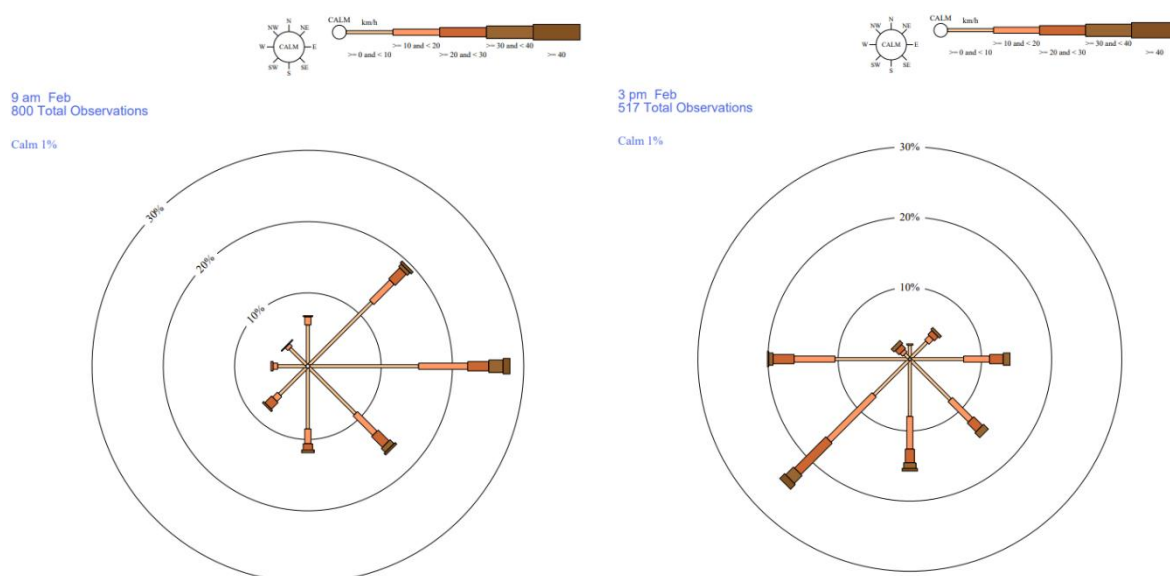 N
NW NE
W CALM E
SW SE
S
CALM km/h
>= 10 and < 20 >= 30 and < 40
>= 0 and < 10 >= 20 and < 30 >= 40
9 am Feb
800 Total Observations
Calm 1%
30%
20%
10%
N
NW NE
W CALM E
SW SE
S
CALM km/h
>= 10 and < 20 >= 30 and < 40
>= 0 and < 10 >= 20 and < 30 >= 40
3 pm Feb
517 Total Observations
Calm 1%
30%
20%
10%